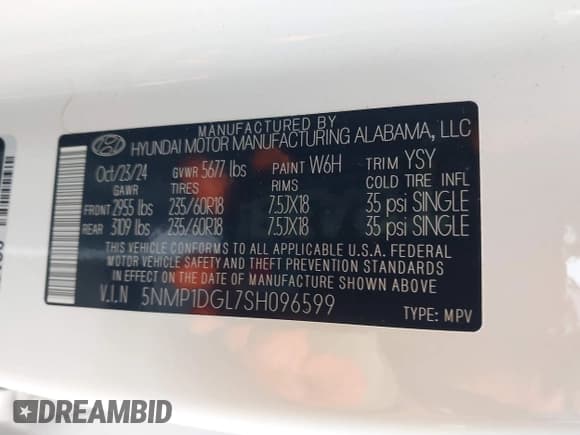 MANUFACTURED BY
HYUNDAI MOTOR MANUFACTURING ALABAMA, LLC
Oct/23/24 GVWR 5677 lbs PAINT W6H TRIM YSY
GAWR TIRES RIMS COLD TIRE INFL
FRONT 2955 lbs 235/60R18 7.5JX18 35 psi SINGLE
REAR 3109 lbs 235/60R18 7.5JX18 35 psi SINGLE
THIS VEHICLE CONFORMS TO ALL APPLICABLE U.S.A. FEDERAL
MOTOR VEHICLE SAFETY AND THEFT PREVENTION
STANDARDS IN EFFECT ON THE DATE OF MANUFACTURE SHOWN ABOVE
V.I.N 5NMP1DGL7SH096599
TYPE: MPV
DREAMBID